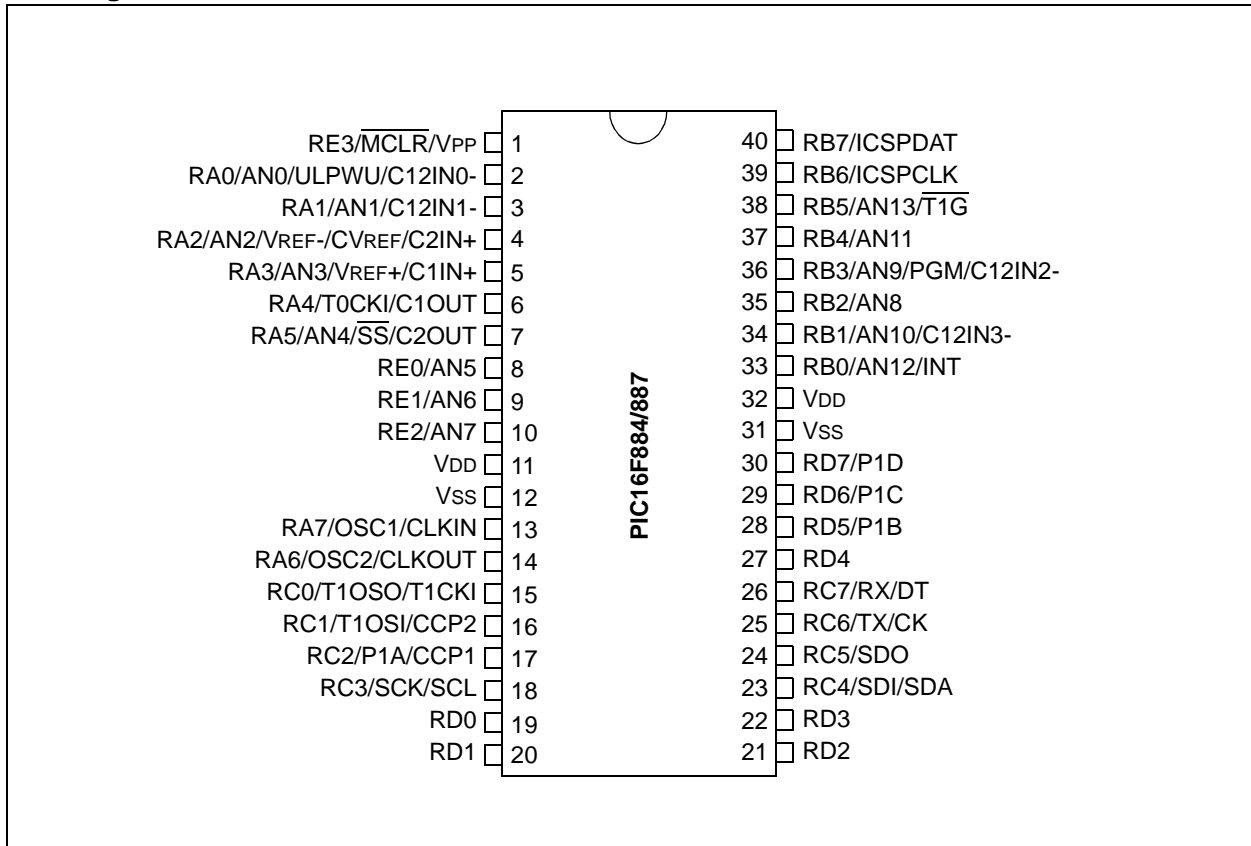 RE3/MCLR/VPP 1
RA0/AN0/ULPWU/C12IN0- 2
RA1/AN1/C12IN1- 3
RA2/AN2/VREF-/CVREF/C2IN+ 4
RA3/AN3/VREF+/C1IN+ 5
RA4/T0CKI/C1OUT 6
RA5/AN4/SS/C2OUT 7
RE0/AN5 8
RE1/AN6 9
RE2/AN7 10
VDD 11
VSS 12
RA7/OSC1/CLKIN 13
RA6/OSC2/CLKOUT 14
RC0/T1OSO/T1CKI 15
RC1/T1OSI/CCP2 16
RC2/P1A/CCP1 17
RC3/SCK/SCL 18
RD0 19
RD1 20
PIC16F884/887
40 RB7/ICSPDAT
39 RB6/ICSPCLK
38 RB5/AN13/T1G
37 RB4/AN11
36 RB3/AN9/PGM/C12IN2-
35 RB2/AN8
34 RB1/AN10/C12IN3-
33 RB0/AN12/INT
32 VDD
31 VSS
30 RD7/P1D
29 RD6/P1C
28 RD5/P1B
27 RD4
26 RC7/RX/DT
25 RC6/TX/CK
24 RC5/SDO
23 RC4/SDI/SDA
22 RD3
21 RD2